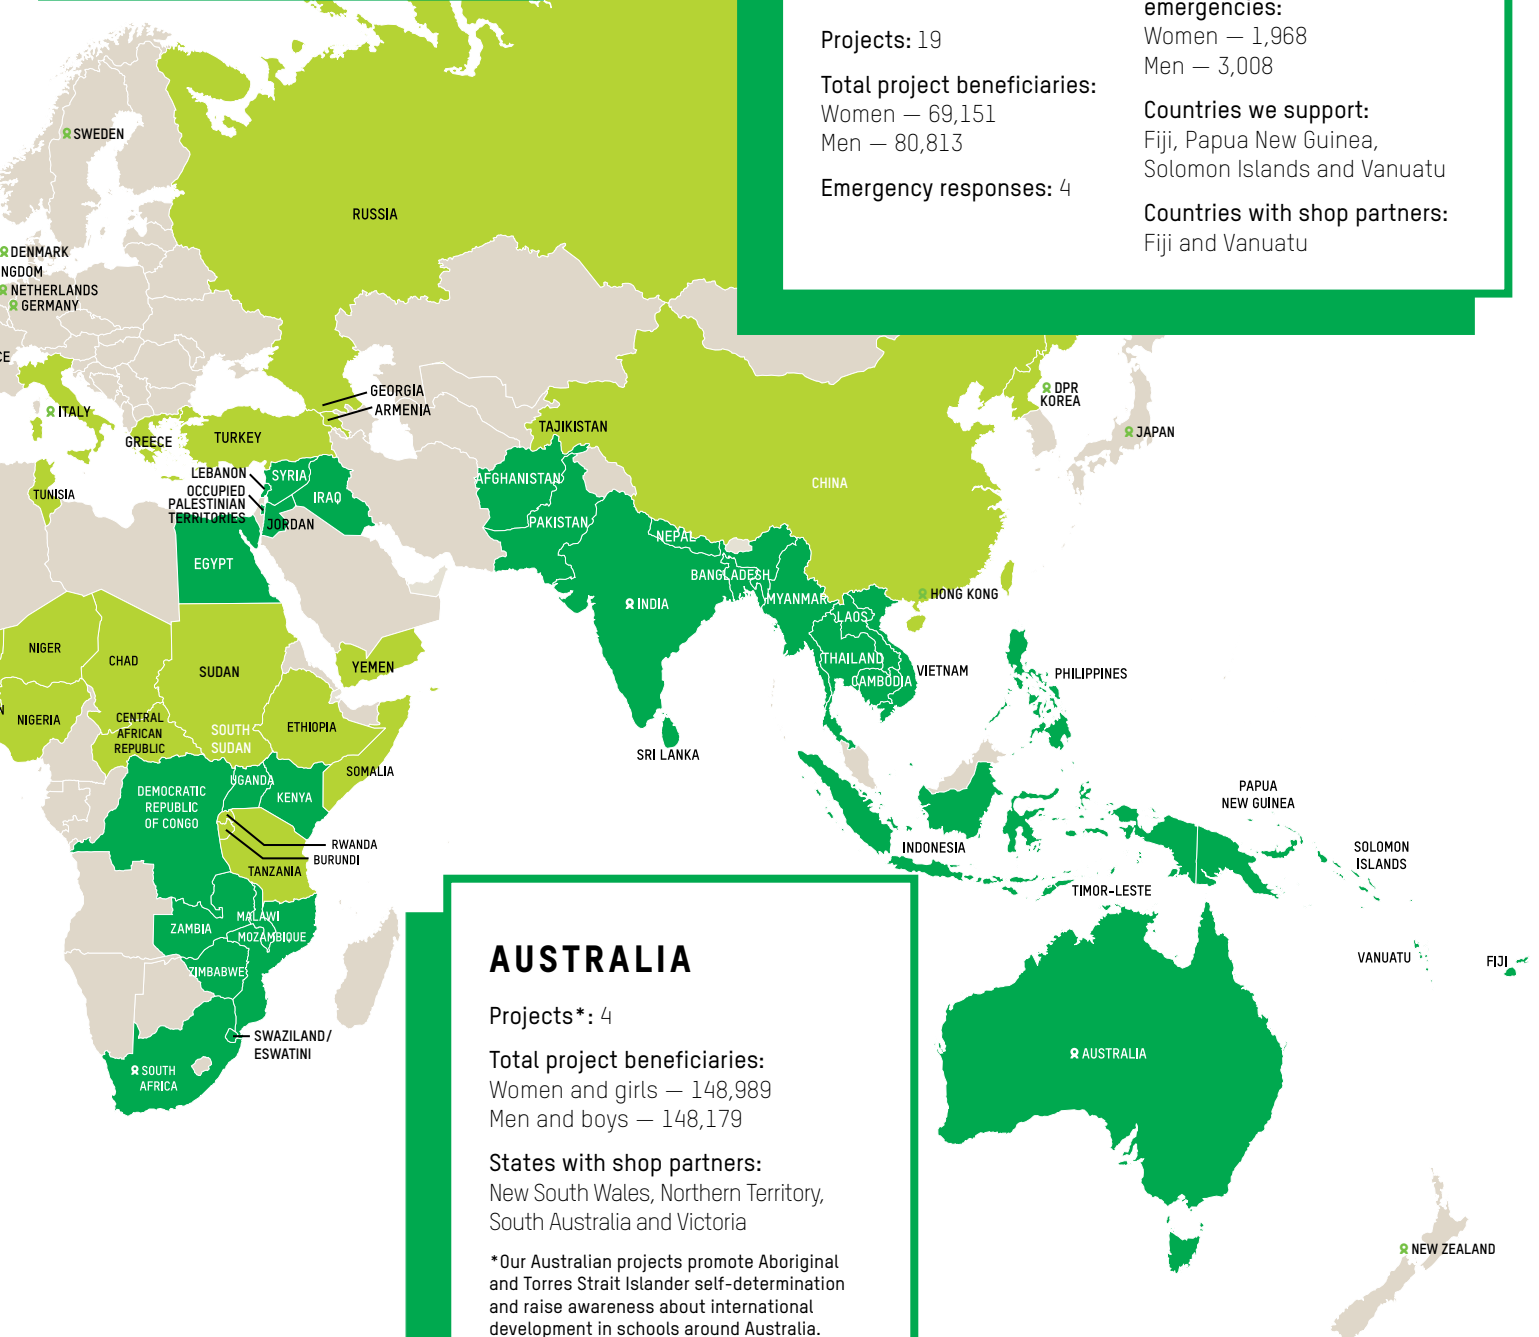 Projects: 19
Total project beneficiaries:
Women — 69,151
Men — 80,813
Emergency responses: 4
emergencies:
Women — 1,968
Men — 3,008
Countries we support:
Fiji, Papua New Guinea,
Solomon Islands and Vanuatu
Countries with shop partners:
Fiji and Vanuatu
SWEDEN
RUSSIA
DENMARK
NGDOM
NETHERLANDS
GERMANY
CE
ITALY
GREECE
TURKEY
GEORGIA
ARMENIA
TAJIKISTAN
DPR
KOREA
JAPAN
TUNISIA
LEBANON
OCCUPIED
PALESTINIAN
TERRITORIES
SYRIA
IRAQ
JORDAN
EGYPT
AFGHANISTAN
PAKISTAN
NEPAL
CHINA
BANGLADESH
INDIA
MYANMAR
LAOS
HONG KONG
THAILAND
CAMBODIA
VIETNAM
PHILIPPINES
SRI LANKA
NIGER
CHAD
SUDAN
YEMEN
N
NIGERIA
CENTRAL
AFRICAN
REPUBLIC
SOUTH
SUDAN
ETHIOPIA
SOMALIA
DEMOCRATIC
REPUBLIC
OF CONGO
UGANDA
KENYA
RWANDA
BURUNDI
TANZANIA
MALAWI
ZAMBIA
MOZAMBIQUE
ZIMBABWE
SWAZILAND/
ESWATINI
SOUTH
AFRICA
INDONESIA
TIMOR-LESTE
PAPUA
NEW GUINEA
SOLOMON
ISLANDS
VANUATU
FIJI
AUSTRALIA
NEW ZEALAND
AUSTRALIA
Projects*: 4
Total project beneficiaries:
Women and girls — 148,989
Men and boys — 148,179
States with shop partners:
New South Wales, Northern Territory,
South Australia and Victoria
*Our Australian projects promote Aboriginal
and Torres Strait Islander self-determination
and raise awareness about international
development in schools around Australia.